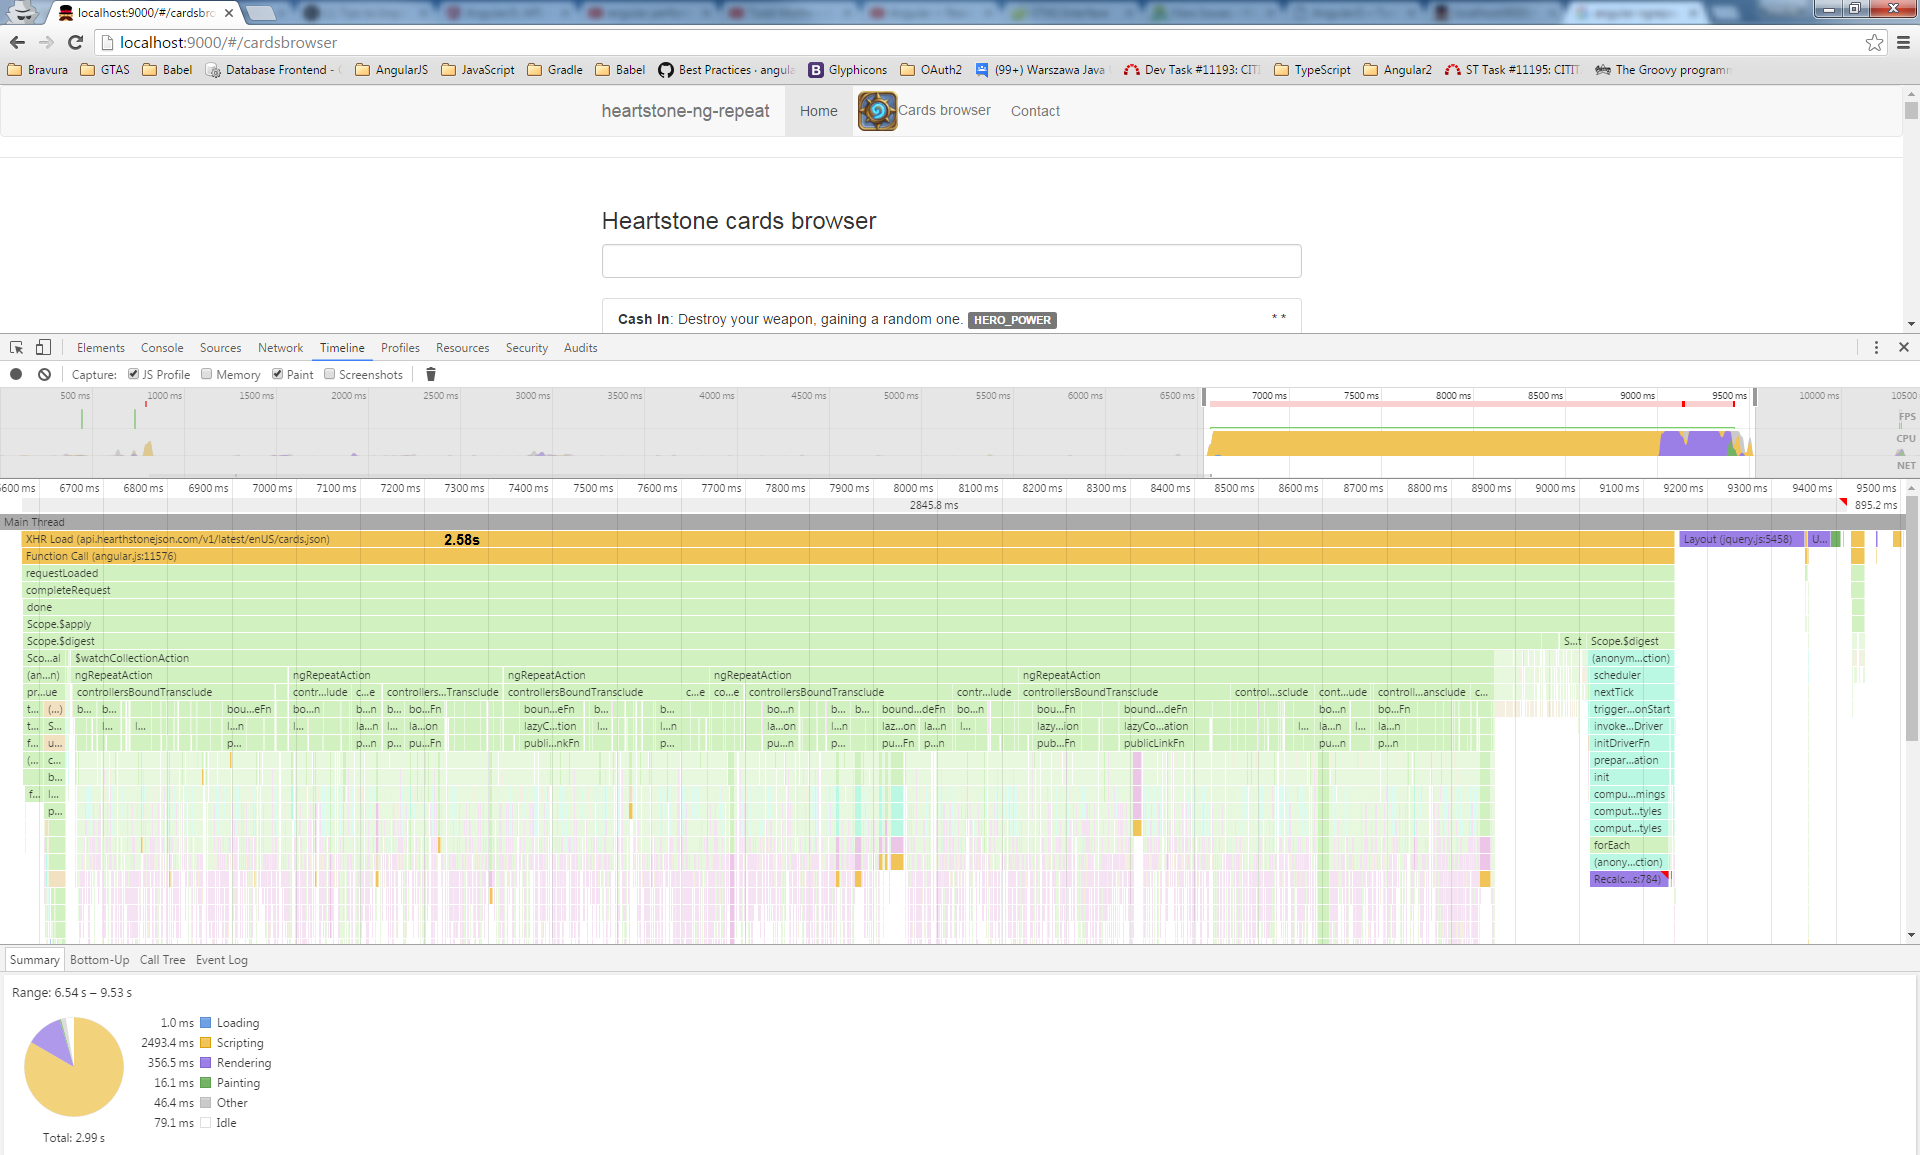 localhost:9000/#/cardsbro
localhost:9000/#/cardsbrowser
Bravura GTAS Babel Database Frontend - AngularJS JavaScript Gradle Babel Best Practices · angula Glyphicons OAuth2 (99+) Warszawa Java Dev Task #11193: CITI TypeScript Angular2 ST Task #11195: CITIT The Groovy programm
heartstone-ng-repeat Home Cards browser Contact
Heartstone cards browser
Cash In: Destroy your weapon, gaining a random one. HERO_POWER * *
Elements Console Sources Network Timeline Profiles Resources Security Audits
Capture: JS Profile Memory Paint Screenshots
500 ms 1000 ms 1500 ms 2000 ms 2500 ms 3000 ms 3500 ms 4000 ms 4500 ms 5000 ms 5500 ms 6000 ms 6500 ms 7000 ms 7500 ms 8000 ms 8500 ms 9000 ms 9500 ms 10000 ms 10500
FPS
CPU
NET
6600 ms 6700 ms 6800 ms 6900 ms 7000 ms 7100 ms 7200 ms 7300 ms 7400 ms 7500 ms 7600 ms 7700 ms 7800 ms 7900 ms 8000 ms 8100 ms 8200 ms 8300 ms 8400 ms 8500 ms 8600 ms 8700 ms 8800 ms 8900 ms 9000 ms 9100 ms 9200 ms 9300 ms 9400 ms 9500 ms
2845.8 ms 895.2 ms
Main Thread
XHR Load (api.hearthstonejson.com/v1/latest/enUS/cards.json) 2.58s Layout (jquery.js:5458) U...
Function Call (angular.js:11576)
requestLoaded
completeRequest
done
Scope.$apply
Scope.$digest S...t Scope.$digest
Sco...al $watchCollectionAction (anonym...ction)
(an...n) ngRepeatAction ngRepeatAction ngRepeatAction ngRepeatAction ngRepeatAction scheduler
pr...ue controllersBoundTransclude contr...lude c...e controllers...Transclude controllersBoundTransclude c...e co...e controllersBoundTransclude contr...lude controllersBoundTransclude control...sclude cont...ude controll...ansclude c... nextTick
t... (...) b... b... bou...eFn bo...n b...n bo...Fn boun...eFn b... b... bo...n b... bound...deFn bo...n bou...Fn bound...deFn bo...n bo...Fn trigger...onStart
t... S... l... l... l...n l... la...n l... la...on lazyC...tion l... l...n la...on l... laz...on la...n l... lazy...ion lazyCo...ation l... la...n l... la...n invoke...Driver
f... u... p... p...n p... pu...Fn publi...nkFn p... pu...n p... pu...Fn p...n pub...Fn publicLinkFn pu...n p...n initDriverFn
(... c... prepar...ation
b... init
f... l... compu...mings
p... comput...tyles
comput...tyles
forEach
(anony...ction)
Recalc...s:784)
Summary Bottom-Up Call Tree Event Log
Range: 6.54 s – 9.53 s
1.0 ms Loading
2493.4 ms Scripting
356.5 ms Rendering
16.1 ms Painting
46.4 ms Other
79.1 ms Idle
Total: 2.99 s